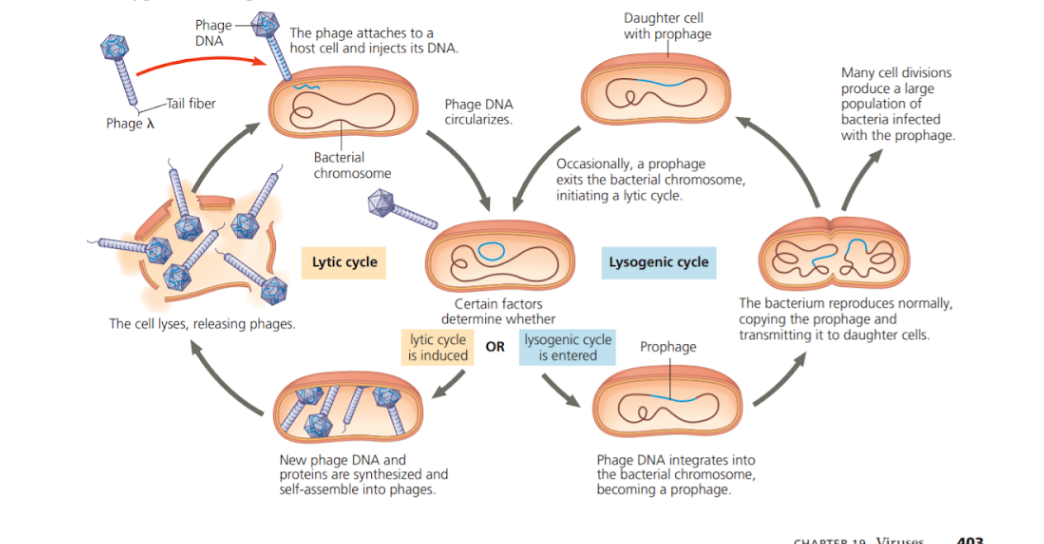 Phage
DNA
The phage attaches to a
host cell and injects its DNA.
Daughter cell
with prophage
Many cell divisions
produce a large
population of
bacteria infected
with the prophage.
Tail fiber
Phage λ
Phage DNA
circularizes.
Bacterial
chromosome
Occasionally, a prophage
exits the bacterial chromosome,
initiating a lytic cycle.
Lytic cycle
Lysogenic cycle
The cell lyses, releasing phages.
Certain factors
determine whether
lytic cycle
is induced
OR
lysogenic cycle
is entered
Prophage
The bacterium reproduces normally,
copying the prophage and
transmitting it to daughter cells.
New phage DNA and
proteins are synthesized and
self-assemble into phages.
Phage DNA integrates into
the bacterial chromosome,
becoming a prophage.
CHAPTER 19 Viruses 403